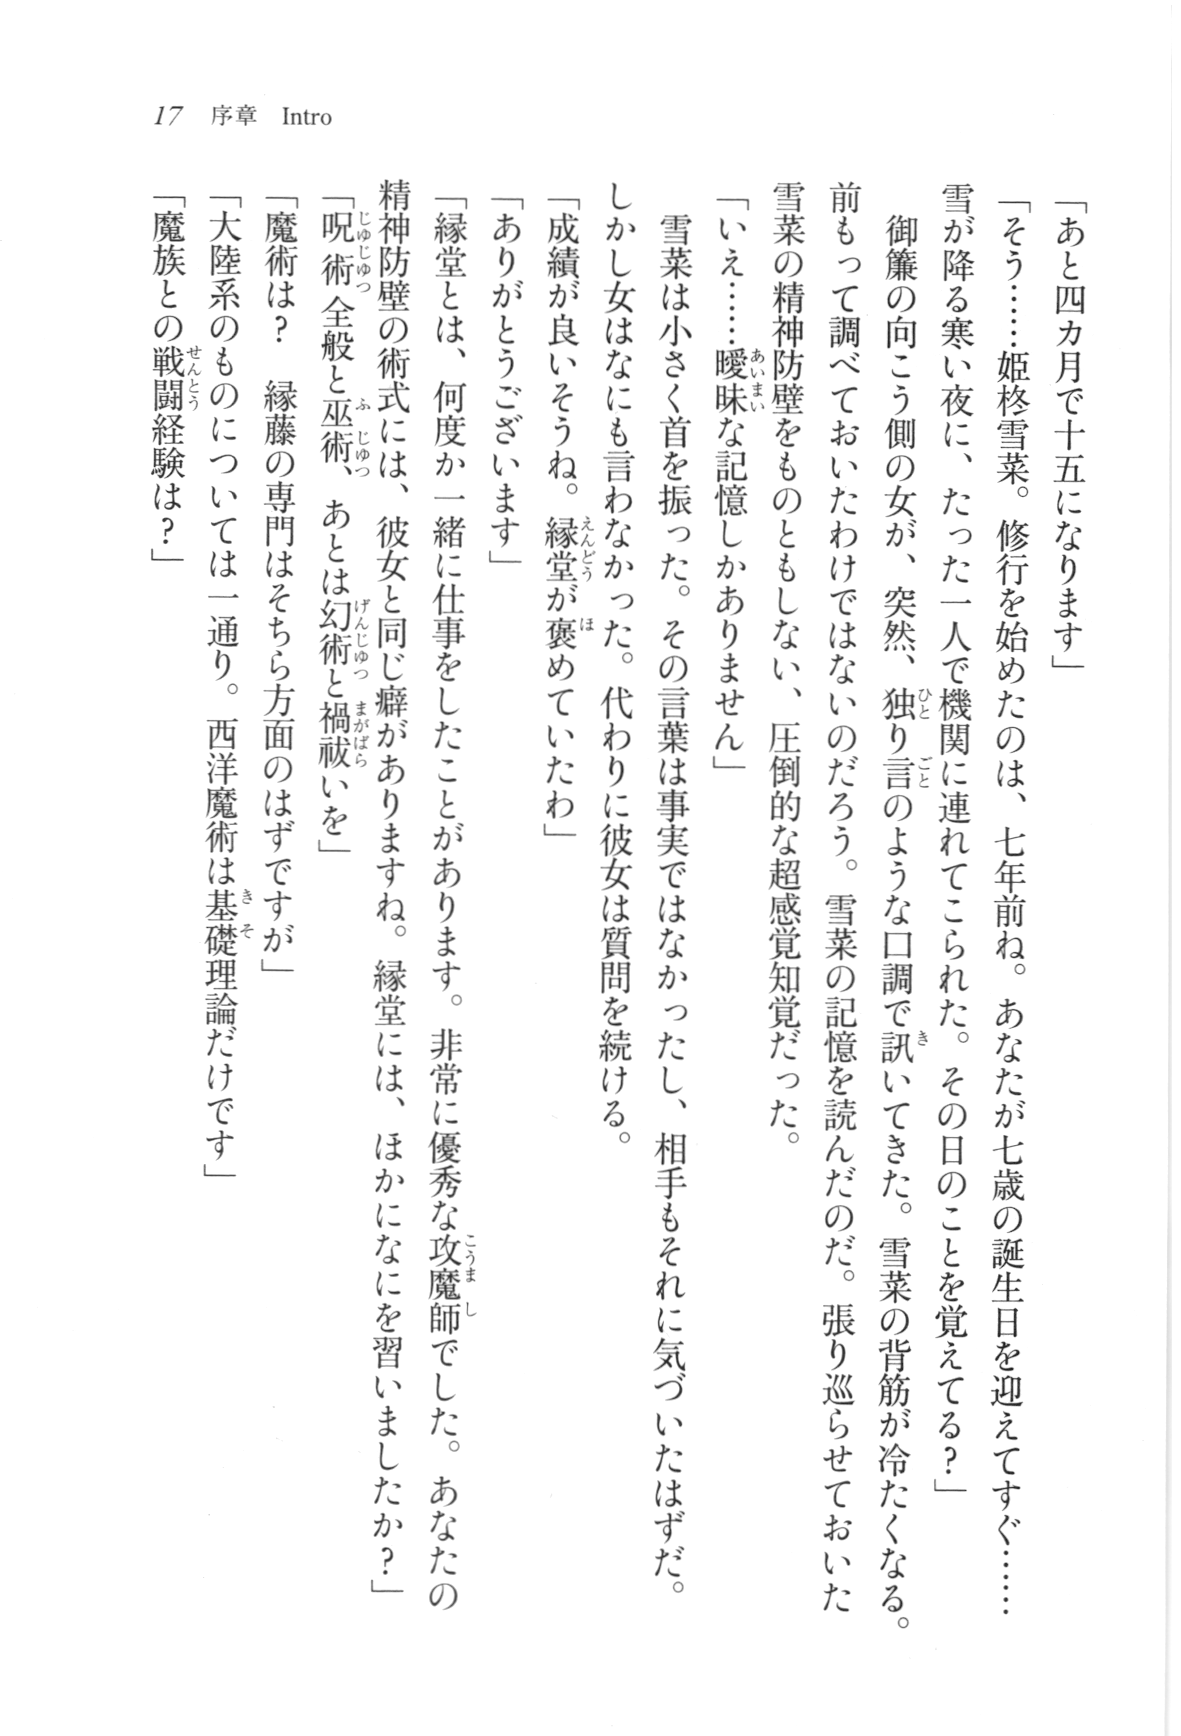 17　序章　Intro
「あと四カ月で十五になります」
「そう……姫柊雪菜。修行を始めたのは、七年前ね。あなたが七歳の誕生日を迎えてすぐ……
雪が降る寒い夜に、たった一人で機関に連れてこられた。その日のことを覚えてる？」
　御簾の向こう側の女が、突然、独り言のような口調で訊いてきた。雪菜の背筋が冷たくなる。
前もって調べておいたわけではないのだろう。雪菜の記憶を読んだのだ。張り巡らせておいた
雪菜の精神防壁をものともしない、圧倒的な超感覚知覚だった。
「いえ……曖昧な記憶しかありません」
　雪菜は小さく首を振った。その言葉は事実ではなかったし、相手もそれに気づいたはずだ。
しかし女はなにも言わなかった。代わりに彼女は質問を続ける。
「成績が良いそうね。縁堂が褒めていたわ」
「ありがとうございます」
「縁堂とは、何度か一緒に仕事をしたことがあります。非常に優秀な攻魔師でした。あなたの
精神防壁の術式には、彼女と同じ癖がありますね。縁堂には、ほかになにを習いましたか？」
「呪術全般と巫術、あとは幻術と禍祓いを」
「魔術は？　縁藤の専門はそちら方面のはずですが」
「大陸系のものについては一通り。西洋魔術は基礎理論だけです」
「魔族との戦闘経験は？」